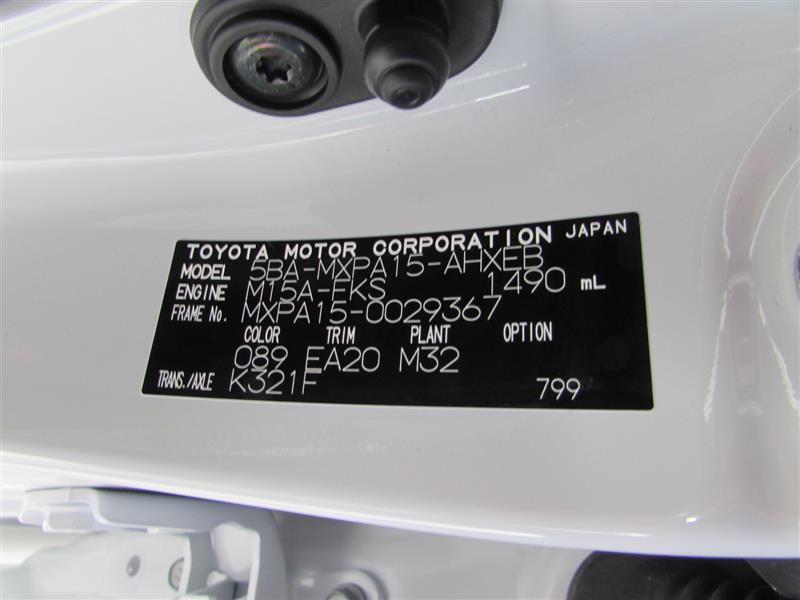 TOYOTA MOTOR CORPORATION JAPAN
MODEL 5BA-MXPA15-AHXEB
ENGINE M15A-FKS 1490 mL
FRAME No. MXPA15-0029367
COLOR TRIM PLANT OPTION
089 EA20 M32
TRANS./AXLE K321F 799